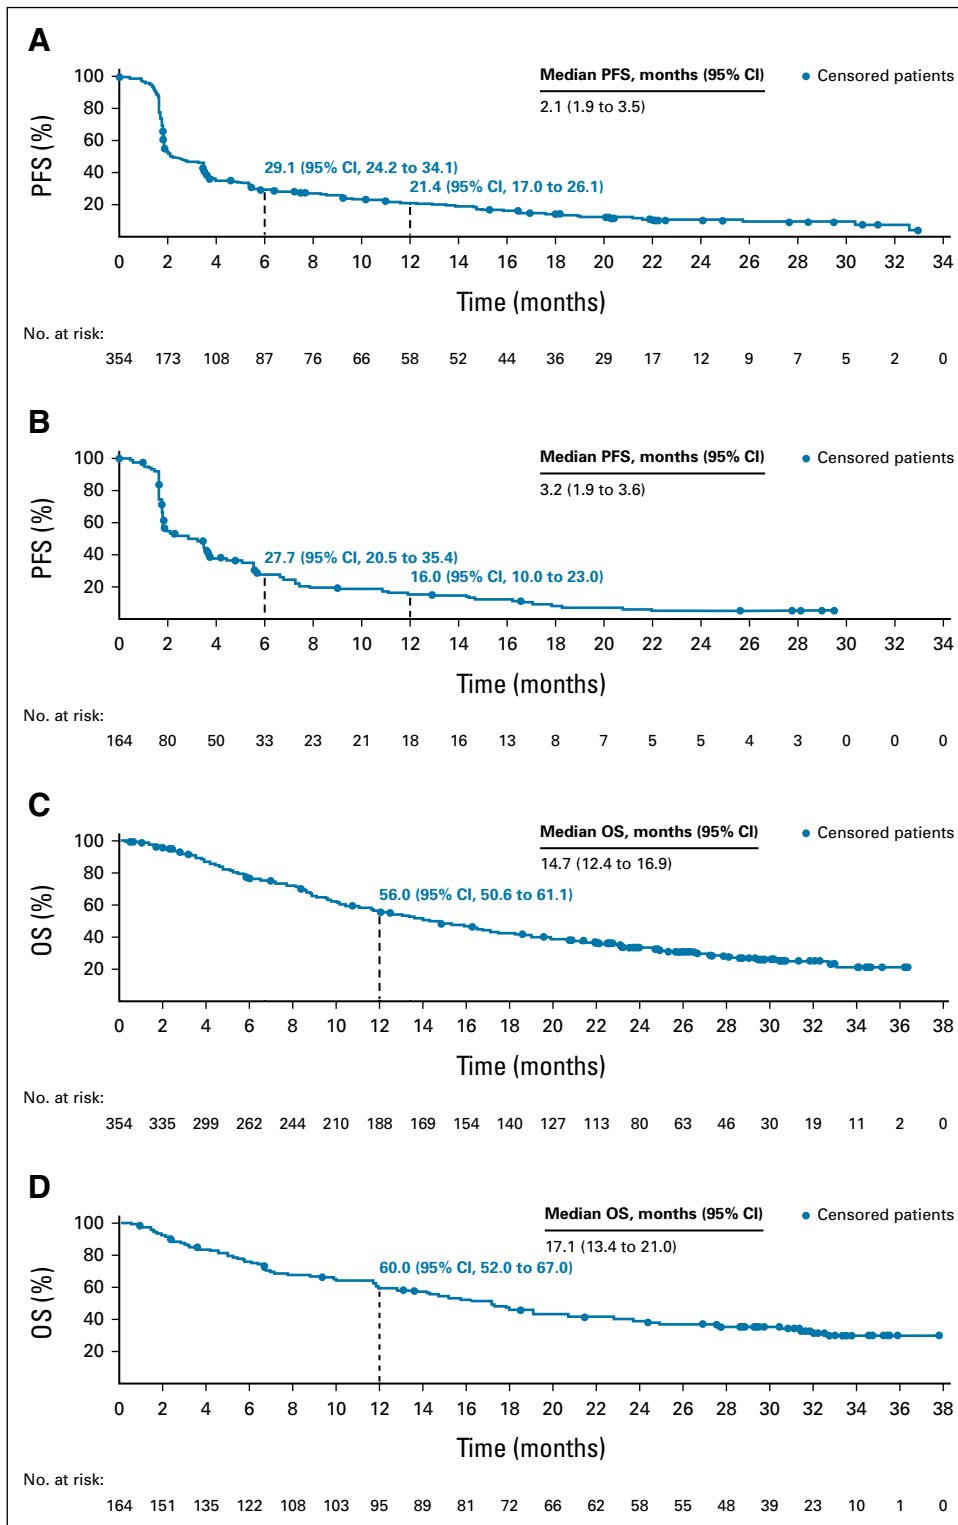 A
Median PFS, months (95% CI)
2.1 (1.9 to 3.5)
Censored patients
PFS (%)
100
80
60
40
20
29.1 (95% CI, 24.2 to 34.1)
21.4 (95% CI, 17.0 to 26.1)
0 2 4 6 8 10 12 14 16 18 20 22 24 26 28 30 32 34
Time (months)
No. at risk:
354 173 108 87 76 66 58 52 44 36 29 17 12 9 7 5 2 0
B
Median PFS, months (95% CI)
3.2 (1.9 to 3.6)
Censored patients
PFS (%)
100
80
60
40
20
27.7 (95% CI, 20.5 to 35.4)
16.0 (95% CI, 10.0 to 23.0)
0 2 4 6 8 10 12 14 16 18 20 22 24 26 28 30 32 34
Time (months)
No. at risk:
164 80 50 33 23 21 18 16 13 8 7 5 5 4 3 0 0 0
C
Median OS, months (95% CI)
14.7 (12.4 to 16.9)
Censored patients
OS (%)
100
80
60
40
20
56.0 (95% CI, 50.6 to 61.1)
0 2 4 6 8 10 12 14 16 18 20 22 24 26 28 30 32 34 36 38
Time (months)
No. at risk:
354 335 299 262 244 210 188 169 154 140 127 113 80 63 46 30 19 11 2 0
D
Median OS, months (95% CI)
17.1 (13.4 to 21.0)
Censored patients
OS (%)
100
80
60
40
20
60.0 (95% CI, 52.0 to 67.0)
0 2 4 6 8 10 12 14 16 18 20 22 24 26 28 30 32 34 36 38
Time (months)
No. at risk:
164 151 135 122 108 103 95 89 81 72 66 62 58 55 48 39 23 10 1 0